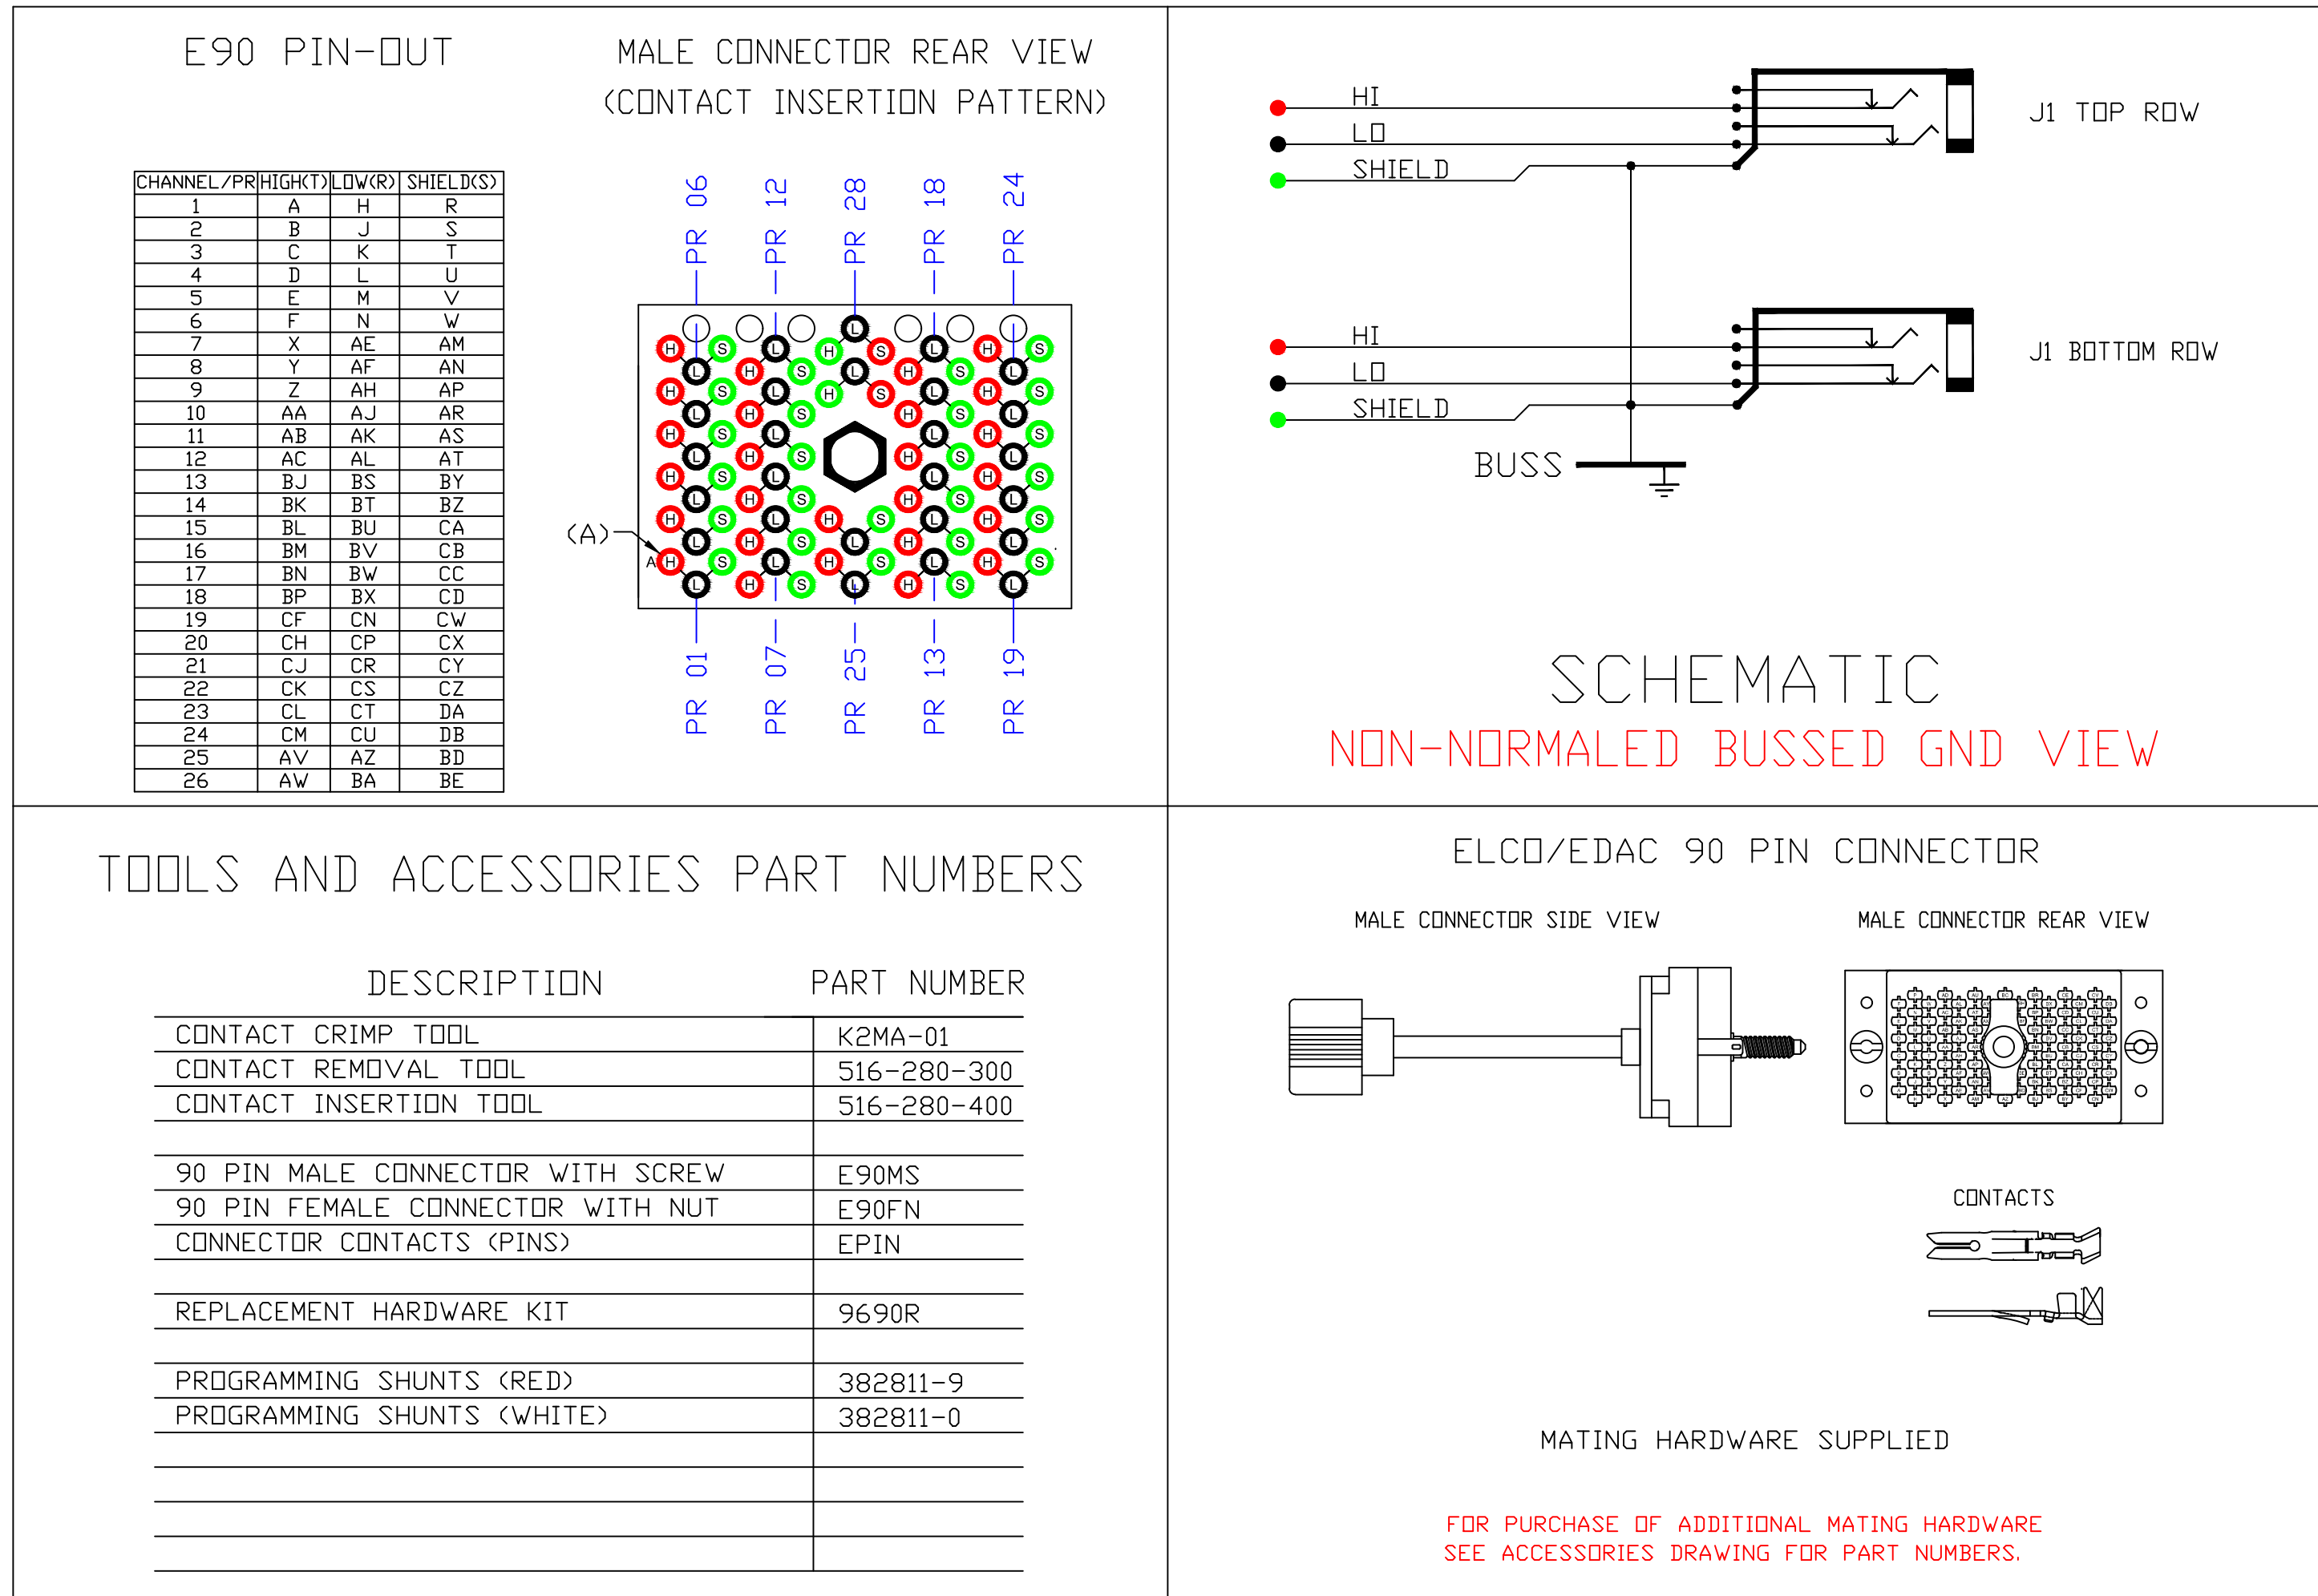 E90 PIN-OUT
MALE CONNECTOR REAR VIEW
(CONTACT INSERTION PATTERN)
CHANNEL/PR HIGH(T) LOW(R) SHIELD(S)
1 A H R
2 B J S
3 C K T
4 D L U
5 E M V
6 F N W
7 X AE AM
8 Y AF AN
9 Z AH AP
10 AA AJ AR
11 AB AK AS
12 AC AL AT
13 BJ BS BY
14 BK BT BZ
15 BL BU CA
16 BM BV CB
17 BN BW CC
18 BP BX CD
19 CF CN CW
20 CH CP CX
21 CJ CR CY
22 CK CS CZ
23 CL CT DA
24 CM CU DB
25 AV AZ BD
26 AW BA BE
PR 06
PR 12
PR 28
PR 18
PR 24
L
H S L H S L H S
H L S L H S L
H L S H S H L S
H L S L H S
H L S H L S
H L S L H S
H L S H L S
H L S L H S
H L S H S H L S
(A)
A
PR 01
PR 07
PR 25
PR 13
PR 19
HI
LO
SHIELD
J1 TOP ROW
HI
LO
SHIELD
J1 BOTTOM ROW
BUSS
SCHEMATIC
NON-NORMALED BUSSED GND VIEW
TOOLS AND ACCESSORIES PART NUMBERS
DESCRIPTION PART NUMBER
CONTACT CRIMP TOOL K2MA-01
CONTACT REMOVAL TOOL 516-280-300
CONTACT INSERTION TOOL 516-280-400
90 PIN MALE CONNECTOR WITH SCREW E90MS
90 PIN FEMALE CONNECTOR WITH NUT E90FN
CONNECTOR CONTACTS (PINS) EPIN
REPLACEMENT HARDWARE KIT 9690R
PROGRAMMING SHUNTS (RED) 382811-9
PROGRAMMING SHUNTS (WHITE) 382811-0
ELCO/EDAC 90 PIN CONNECTOR
MALE CONNECTOR SIDE VIEW
MALE CONNECTOR REAR VIEW
CONTACTS
MATING HARDWARE SUPPLIED
FOR PURCHASE OF ADDITIONAL MATING HARDWARE
SEE ACCESSORIES DRAWING FOR PART NUMBERS.